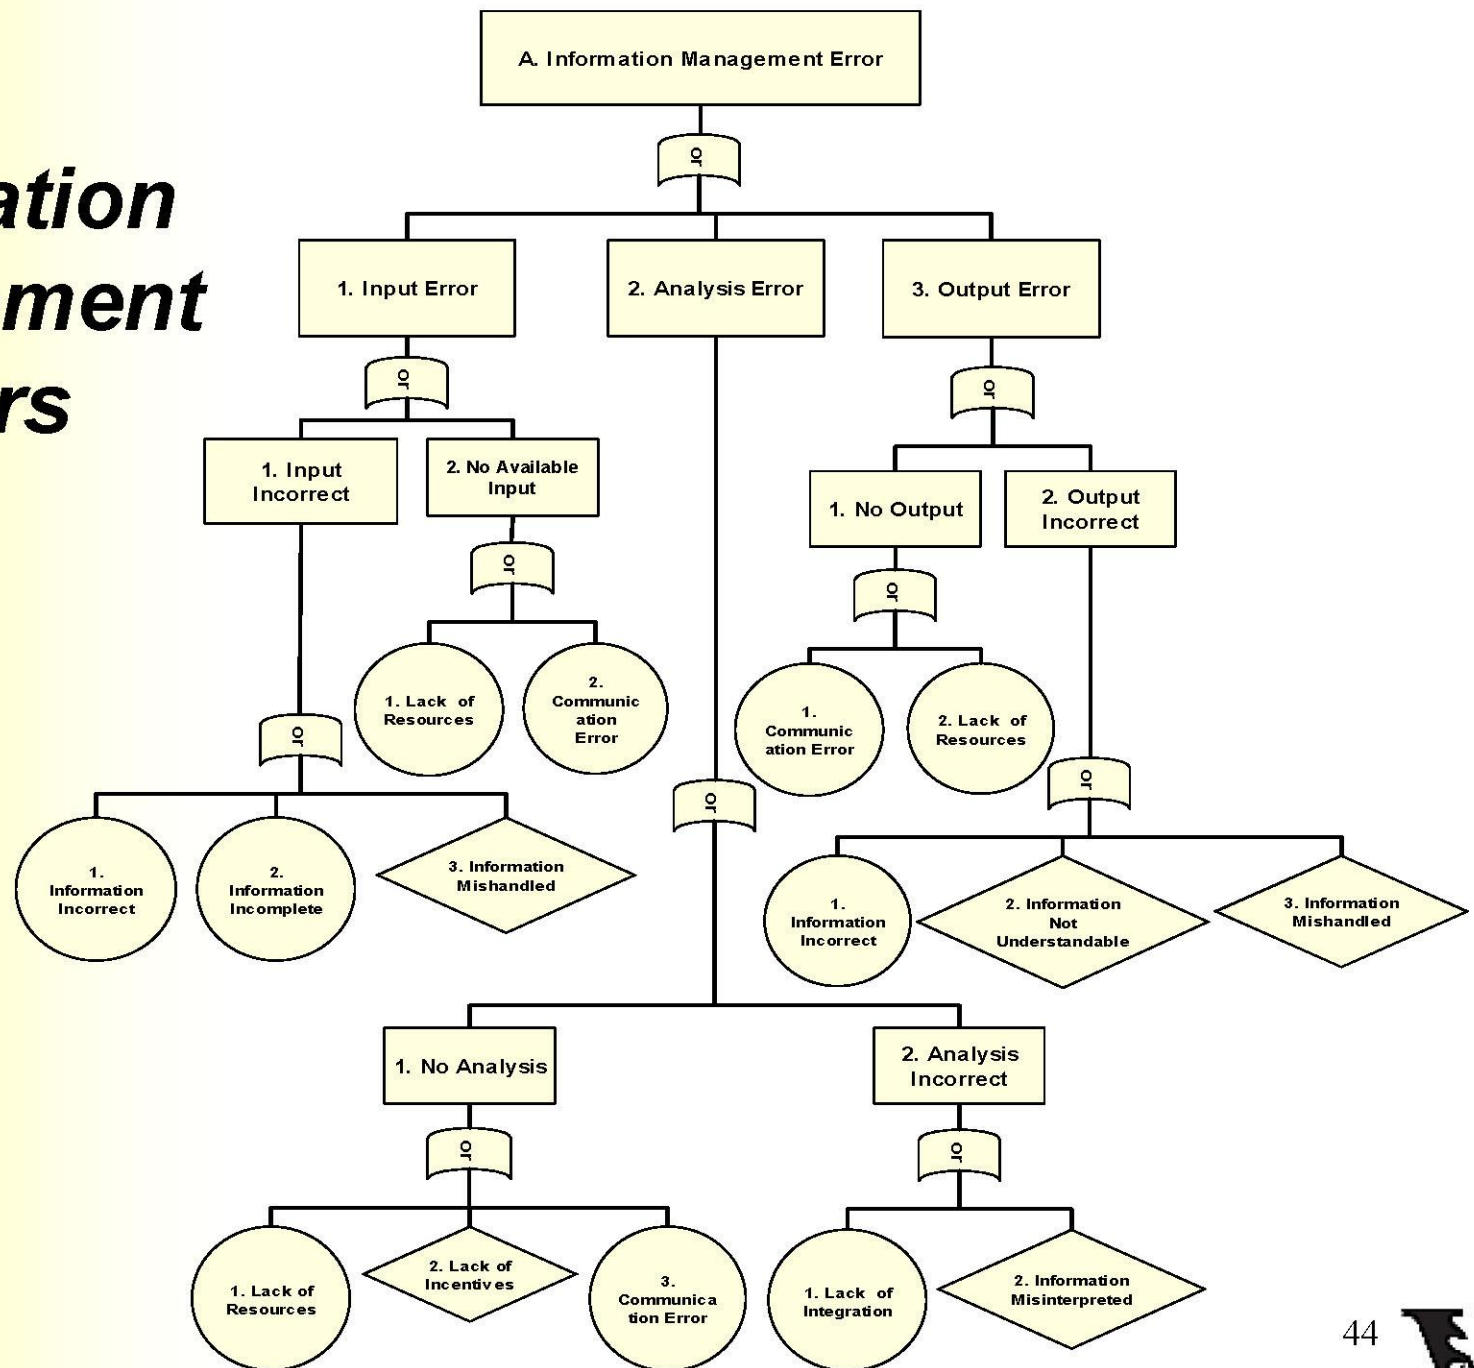 A. Information Management Error
or
ation
ment
rs
1. Input Error
2. Analysis Error
3. Output Error
or
or
1. Input
Incorrect
2. No Available
Input
1. No Output
2. Output
Incorrect
or
or
1. Lack of
Resources
2.
Communic
ation
Error
1.
Communic
ation Error
2. Lack of
Resources
or
or
or
1.
Information
Incorrect
2.
Information
Incomplete
3. Information
Mishandled
1.
Information
Incorrect
2. Information
Not
Understandable
3. Information
Mishandled
1. No Analysis
2. Analysis
Incorrect
or
or
1. Lack of
Resources
2. Lack of
Incentives
3.
Communica
tion Error
1. Lack of
Integration
2. Information
Misinterpreted
44